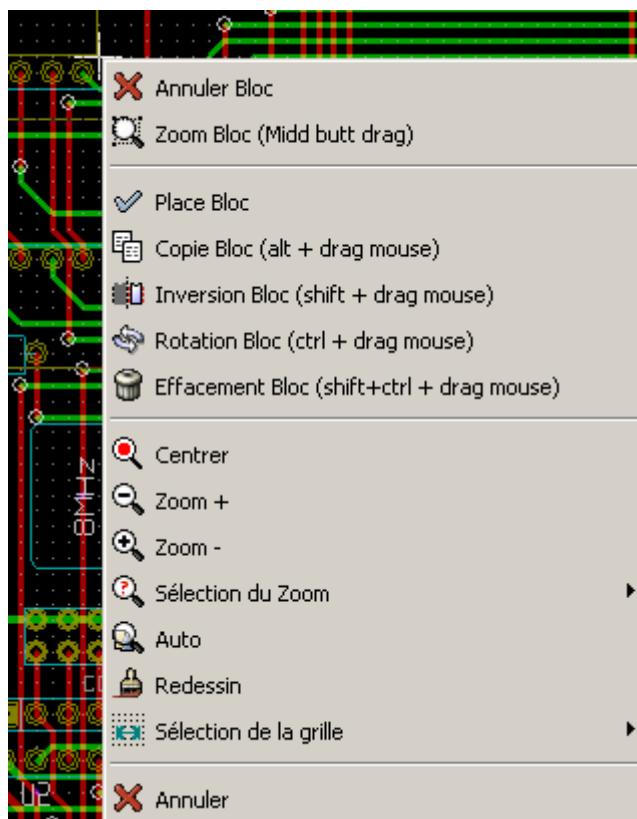 Annuler Bloc
Zoom Bloc (Midd butt drag)
Place Bloc
Copie Bloc (alt + drag mouse)
Inversion Bloc (shift + drag mouse)
Rotation Bloc (ctrl + drag mouse)
Effacement Bloc (shift+ctrl + drag mouse)
Centrer
8MHz
Zoom +
Zoom -
Sélection du Zoom
Auto
Redessin
Sélection de la grille
U2
Annuler